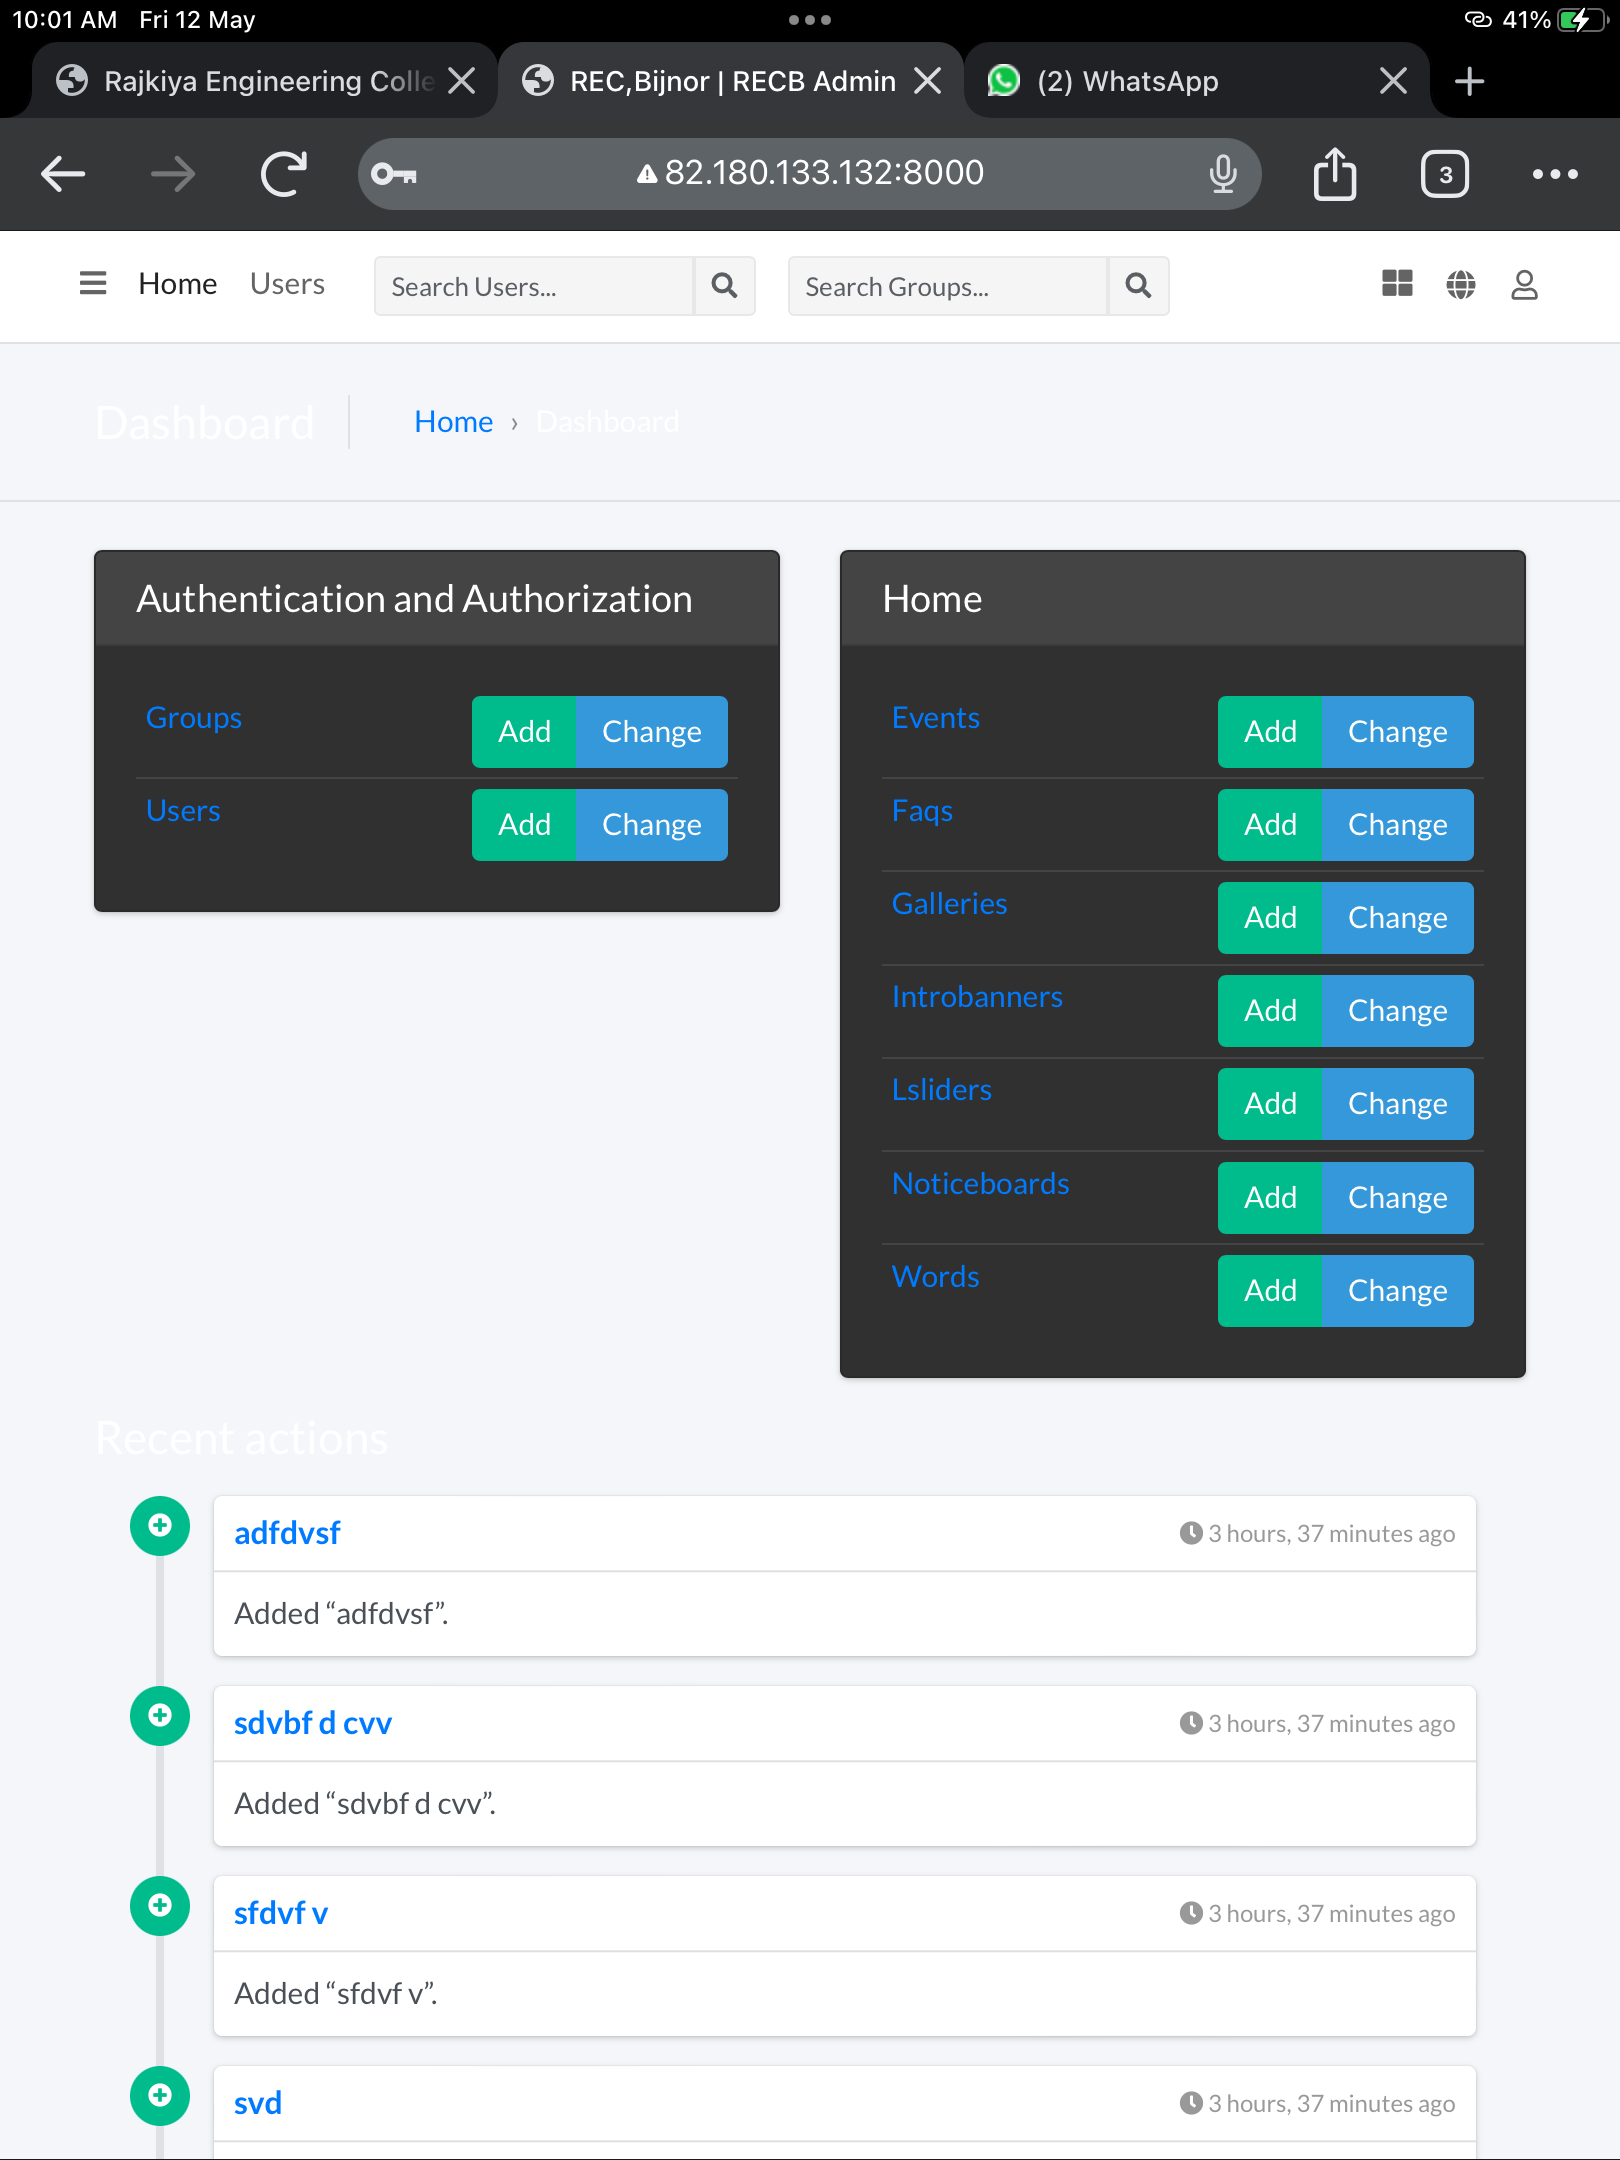 10:01 AM Fri 12 May
41%
Rajkiya Engineering Colle
REC,Bijnor | RECB Admin
(2) WhatsApp
82.180.133.132:8000
3
Home Users Search Users... Search Groups...
Dashboard Home › Dashboard
Authentication and Authorization
Groups Add Change
Users Add Change
Home
Events Add Change
Faqs Add Change
Galleries Add Change
Introbanners Add Change
Lsliders Add Change
Noticeboards Add Change
Words Add Change
Recent actions
adfdvsf 3 hours, 37 minutes ago
Added “adfdvsf”.
sdvbf d cvv 3 hours, 37 minutes ago
Added “sdvbf d cvv”.
sfdvf v 3 hours, 37 minutes ago
Added “sfdvf v”.
svd 3 hours, 37 minutes ago